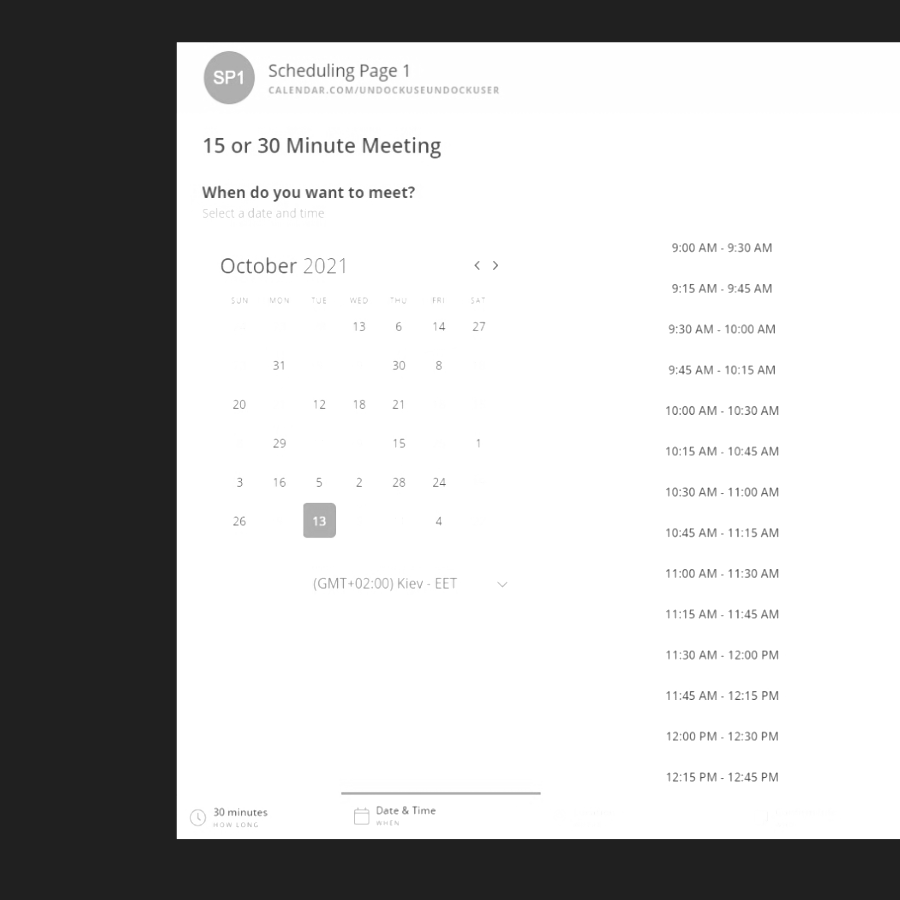 SP1
Scheduling Page 1
CALENDAR.COM/UNDOCKUSEUNDOCKUSER
15 or 30 Minute Meeting
When do you want to meet?
Select a date and time
October 2021
SUN MON TUE WED THU FRI SAT
13 6 14 27
31 30 8
20 12 18 21
29 15 1
3 16 5 2 28 24
26 13 4
(GMT+02:00) Kiev - EET
9:00 AM - 9:30 AM
9:15 AM - 9:45 AM
9:30 AM - 10:00 AM
9:45 AM - 10:15 AM
10:00 AM - 10:30 AM
10:15 AM - 10:45 AM
10:30 AM - 11:00 AM
10:45 AM - 11:15 AM
11:00 AM - 11:30 AM
11:15 AM - 11:45 AM
11:30 AM - 12:00 PM
11:45 AM - 12:15 PM
12:00 PM - 12:30 PM
12:15 PM - 12:45 PM
30 minutes
HOW LONG
Date & Time
WHEN